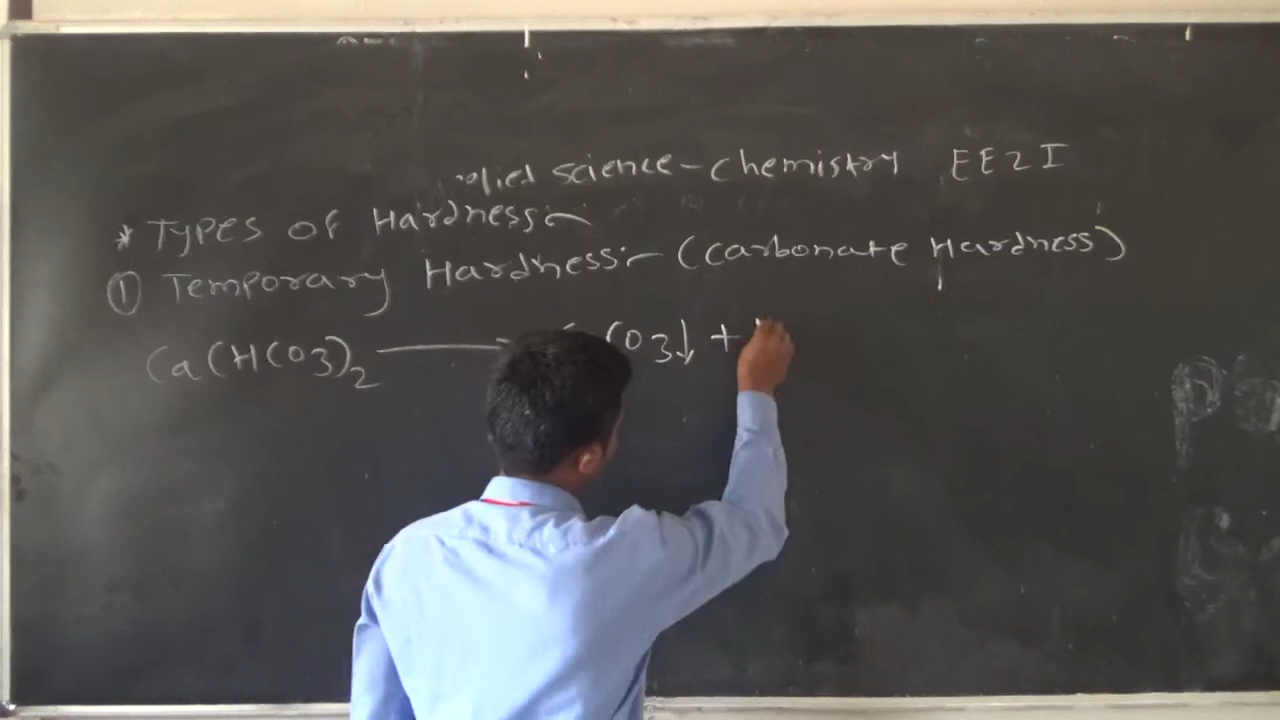 science - chemistry EE2I
* Types of Hardness:-
① Temporary Hardness:- (Carbonate Hardness)
Ca(HCO3)2 CO3↓ +